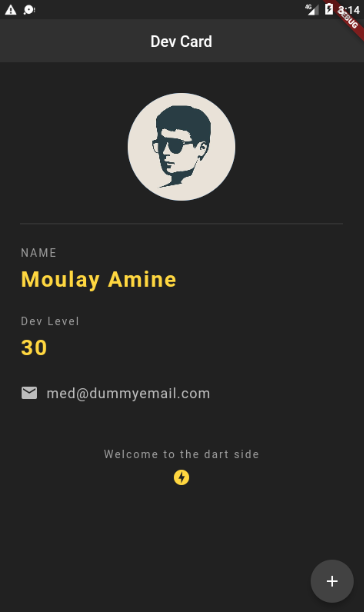 3:14
DEBUG
Dev Card
NAME
Moulay Amine
Dev Level
30
med@dummyemail.com
Welcome to the dart side